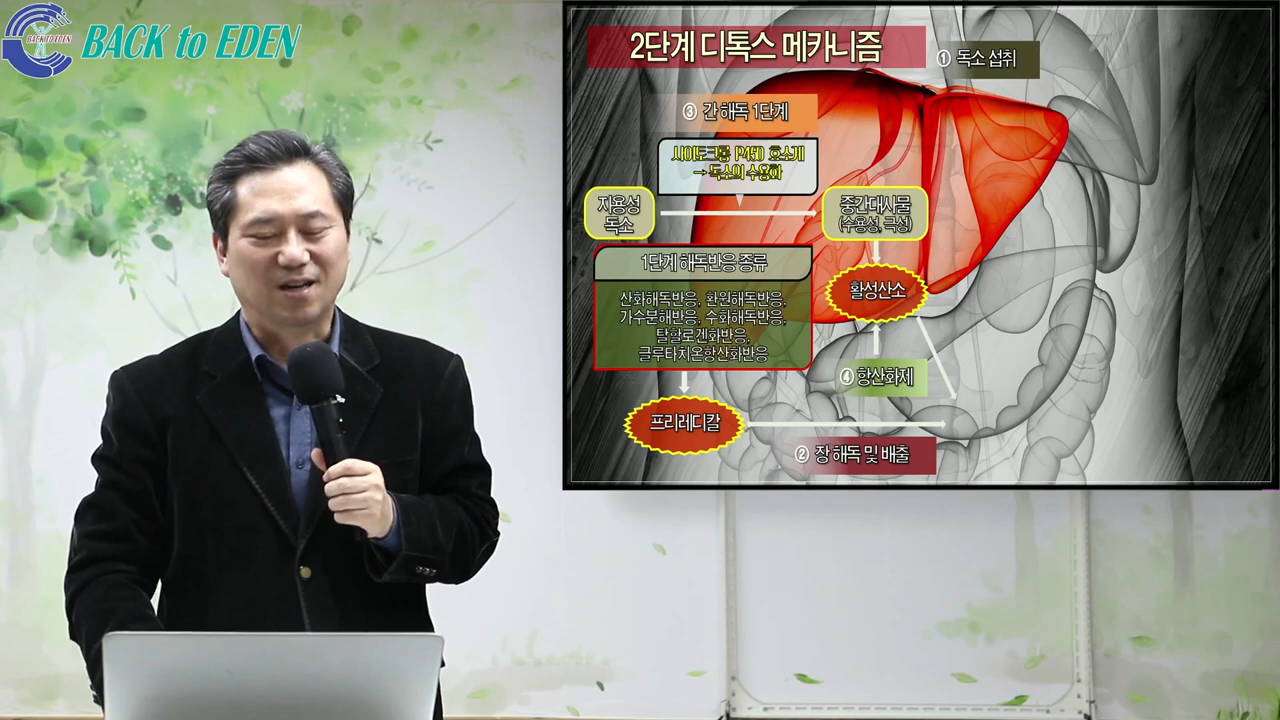 BACK TO EDEN
BACK to EDEN
2단계 디톡스 메카니즘
① 독소 섭취
③ 간 해독 1단계
사이토크롬 P450 효소계
→ 독소의 수용화
지용성
독소
중간대사물
(수용성, 극성)
1단계 해독반응 종류
산화해독반응, 환원해독반응,
가수분해반응, 수화해독반응,
탈할로겐화반응,
글루타치온항산화반응
활성산소
④ 항산화제
프리레디칼
② 장 해독 및 배출